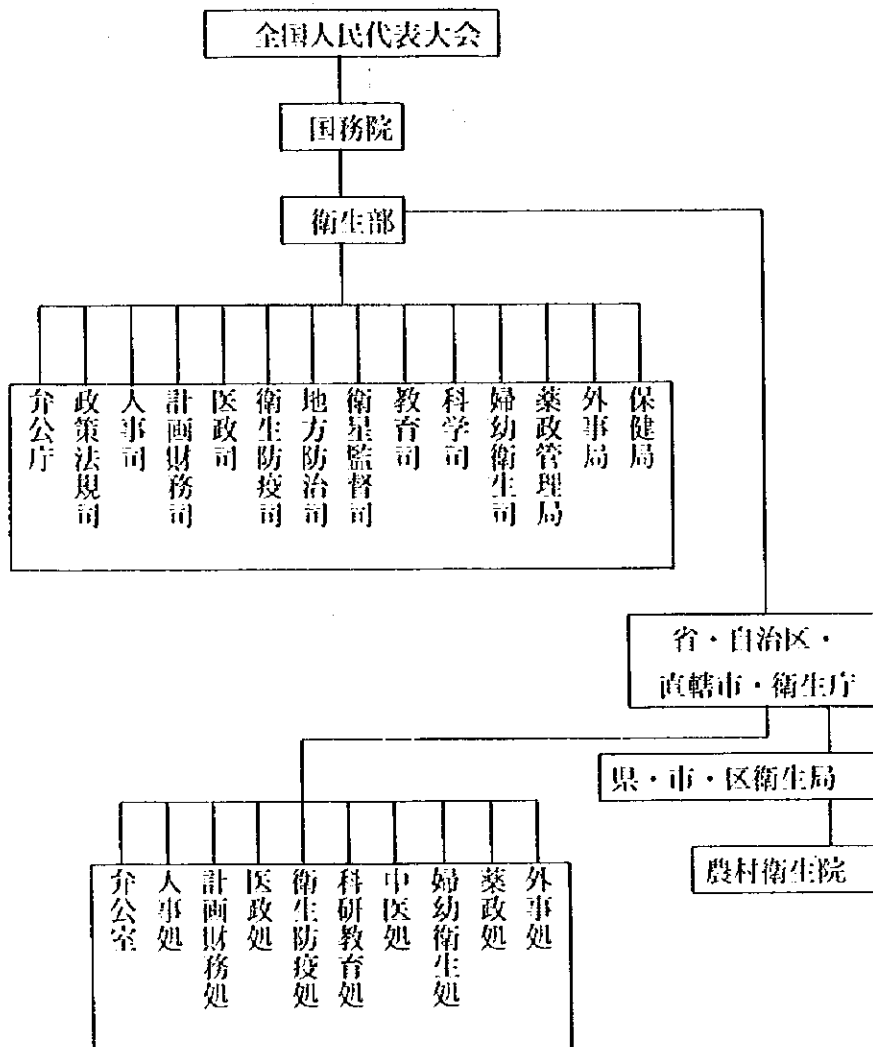 全国人民代表大会
国務院
衛生部
弁公庁
政策法規司
人事司
計画財務司
医政司
衛生防疫司
地方防治司
衛星監督司
教育司
科学司
婦幼衛生司
薬政管理局
外事局
保健局
省・自治区・
直轄市・衛生庁
県・市・区衛生局
農村衛生院
弁公室
人事処
計画財務処
医政処
衛生防疫処
科研教育処
中医処
婦幼衛生処
薬政処
外事処